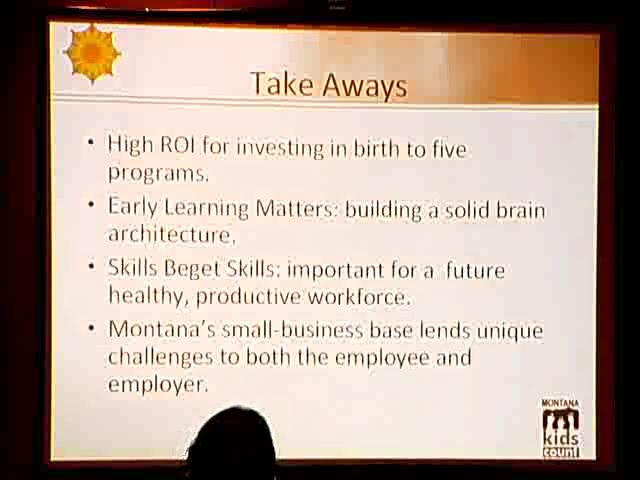 Take Aways
• High ROI for investing in birth to five
programs.
• Early Learning Matters: building a solid brain
architecture.
• Skills Beget Skills: important for a future
healthy, productive workforce.
• Montana's small-business base lends unique
challenges to both the employee and
employer.
MONTANA
kids
count